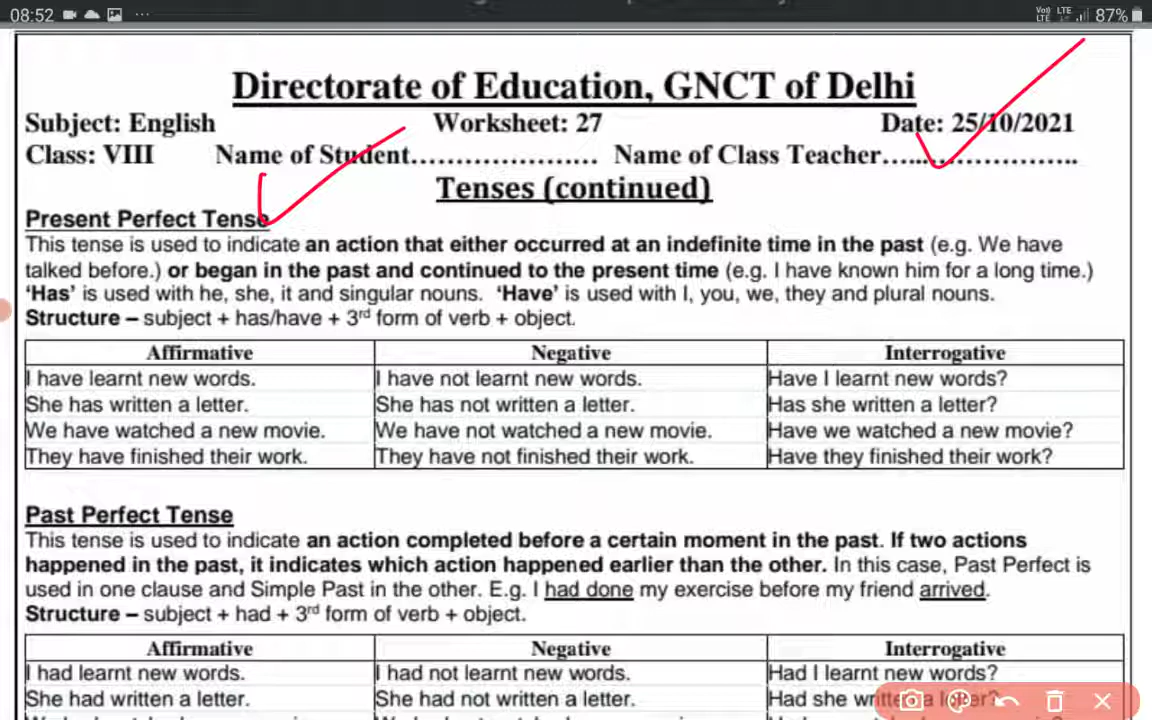 08:52 ... Vo) LTE LTE 87%
Directorate of Education, GNCT of Delhi
Subject: English Worksheet: 27 Date: 25/10/2021
Class: VIII Name of Student..................... Name of Class Teacher........................
Tenses (continued)
Present Perfect Tense
This tense is used to indicate an action that either occurred at an indefinite time in the past (e.g. We have
talked before.) or began in the past and continued to the present time (e.g. I have known him for a long time.)
‘Has’ is used with he, she, it and singular nouns. ‘Have’ is used with I, you, we, they and plural nouns.
Structure – subject + has/have + 3rd form of verb + object.
Affirmative Negative Interrogative
I have learnt new words. I have not learnt new words. Have I learnt new words?
She has written a letter. She has not written a letter. Has she written a letter?
We have watched a new movie. We have not watched a new movie. Have we watched a new movie?
They have finished their work. They have not finished their work. Have they finished their work?
Past Perfect Tense
This tense is used to indicate an action completed before a certain moment in the past. If two actions
happened in the past, it indicates which action happened earlier than the other. In this case, Past Perfect is
used in one clause and Simple Past in the other. E.g. I had done my exercise before my friend arrived.
Structure – subject + had + 3rd form of verb + object.
Affirmative Negative Interrogative
I had learnt new words. I had not learnt new words. Had I learnt new words?
She had written a letter. She had not written a letter. Had she written a letter?